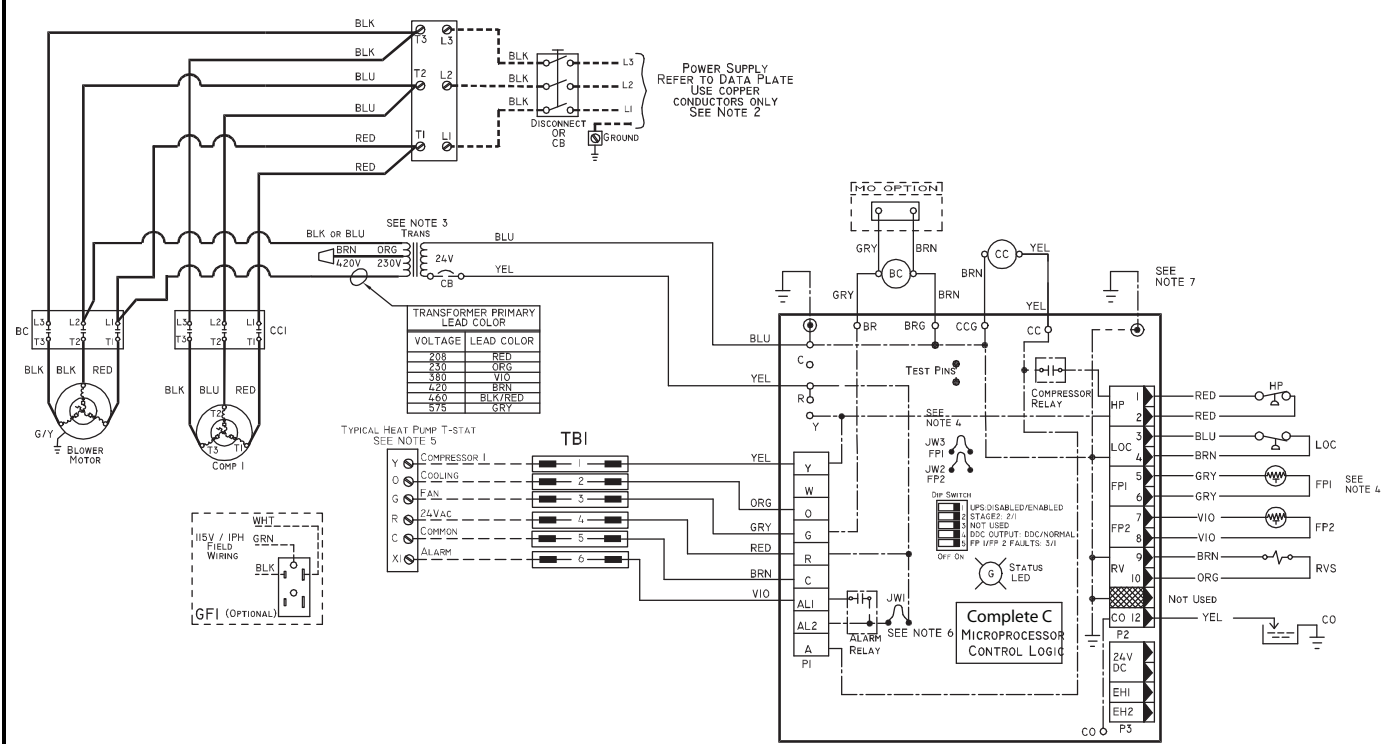 BLK
T3 L3
BLK
BLK
L3
BLU
T2 L2
BLK
L2
BLU
BLK
L1
RED
T1 L1
RED
DISCONNECT
OR
CB
GROUND
POWER SUPPLY
REFER TO DATA PLATE
USE COPPER
CONDUCTORS ONLY
SEE NOTE 2
SEE NOTE 3
TRANS
BLK OR BLU
BRN ORG
420V 230V
24V
CB
BLU
YEL
TRANSFORMER PRIMARY
LEAD COLOR
VOLTAGE LEAD COLOR
208 RED
230 ORG
380 VIO
420 BRN
460 BLK/RED
575 GRY
BC
L3 L2 L1
T3 T2 T1
BLK BLK RED
G/Y
BLOWER
MOTOR
L3 L2 L1
CC1
T3 T2 T1
BLK BLU RED
T2
T3 T1
COMP 1
115V / 1PH
FIELD
WIRING
WHT
GRN
BLK
GFI (OPTIONAL)
TYPICAL HEAT PUMP T-STAT
SEE NOTE 5
TB1
Y COMPRESSOR 1 1
O COOLING 2
G FAN 3
R 24VAC 4
C COMMON 5
X1 ALARM 6
MO OPTION
GRY BRN
BC
GRY BRN
CC
BRN YEL
YEL
SEE
NOTE 7
BR BRG CCG CC
BLU
C
YEL
R
Y
TEST PINS
COMPRESSOR
RELAY
SEE
NOTE 4
JW3
FP1
JW2
FP2
DIP SWITCH
1 UPS:DISABLED/ENABLED
2 STAGE2: 2/1
3 NOT USED
4 DDC OUTPUT: DDC/NORMAL
5 FP 1/FP 2 FAULTS: 3/1
OFF ON
G
STATUS
LED
YEL Y
W
ORG O
GRY G
RED R
BRN C
VIO AL1
AL2
A
P1
ALARM
RELAY
JW1
SEE NOTE 6
Complete C
MICROPROCESSOR
CONTROL LOGIC
HP 1 RED HP
2 RED
LOC 3 BLU LOC
4 BRN
FP1 5 GRY FP1
6 GRY
SEE
NOTE 4
FP2 7 VIO FP2
8 VIO
RV 9 BRN RVS
10 ORG
NOT USED
CO 12 YEL CO
P2
24V
DC
EH1
EH2
P3
CO